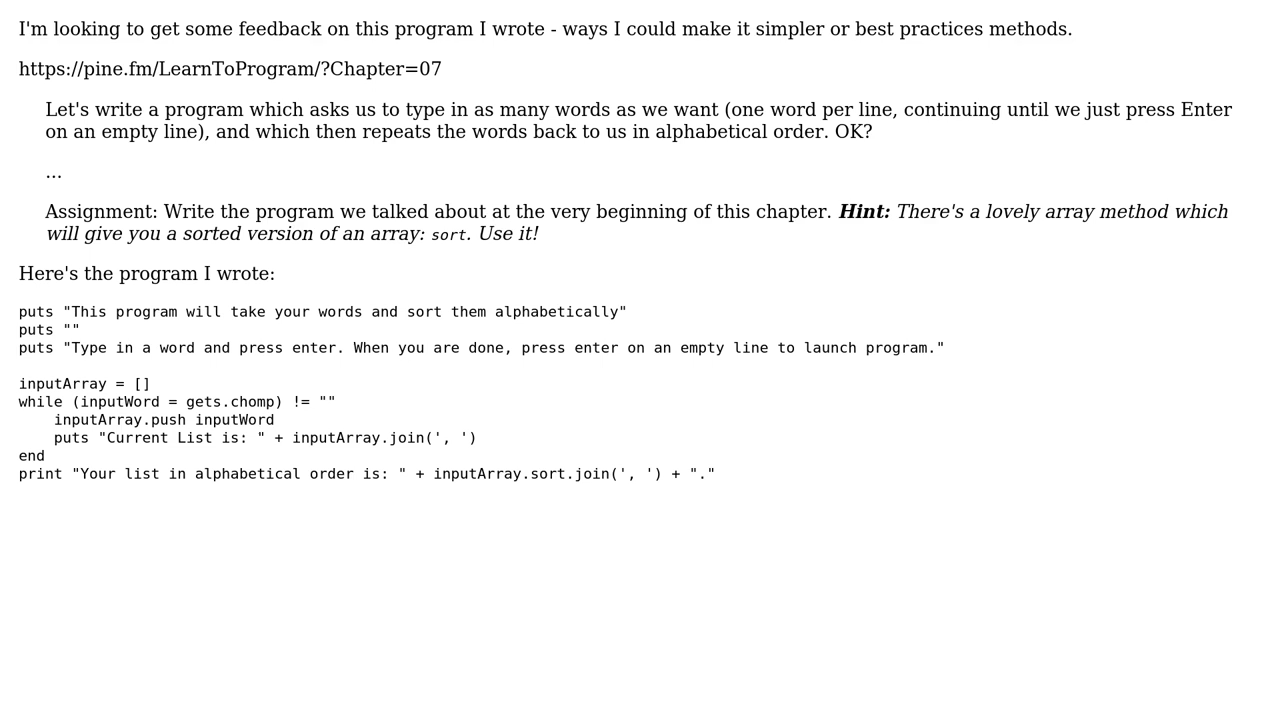 I'm looking to get some feedback on this program I wrote - ways I could make it simpler or best practices methods.
https://pine.fm/LearnToProgram/?Chapter=07
Let's write a program which asks us to type in as many words as we want (one word per line, continuing until we just press Enter
on an empty line), and which then repeats the words back to us in alphabetical order. OK?
...
Assignment: Write the program we talked about at the very beginning of this chapter. Hint: There's a lovely array method which
will give you a sorted version of an array: sort. Use it!
Here's the program I wrote:
puts "This program will take your words and sort them alphabetically"
puts ""
puts "Type in a word and press enter. When you are done, press enter on an empty line to launch program."
inputArray = []
while (inputWord = gets.chomp) != ""
    inputArray.push inputWord
    puts "Current List is: " + inputArray.join(', ')
end
print "Your list in alphabetical order is: " + inputArray.sort.join(', ') + "."